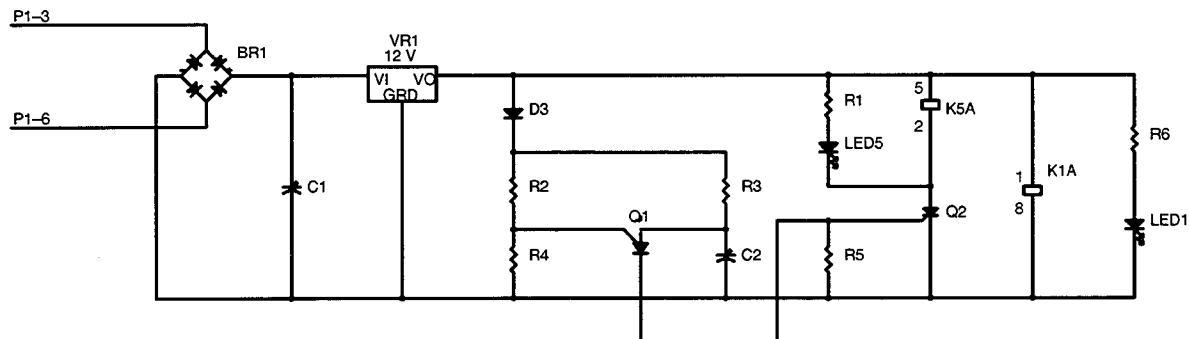 P1–3
BR1
VR1
12 V
VI VO
GRD
P1–6
C1
D3
R2
R3
R4
Q1
C2
R1
LED5
R5
5
K5A
2
Q2
1
K1A
8
R6
LED1